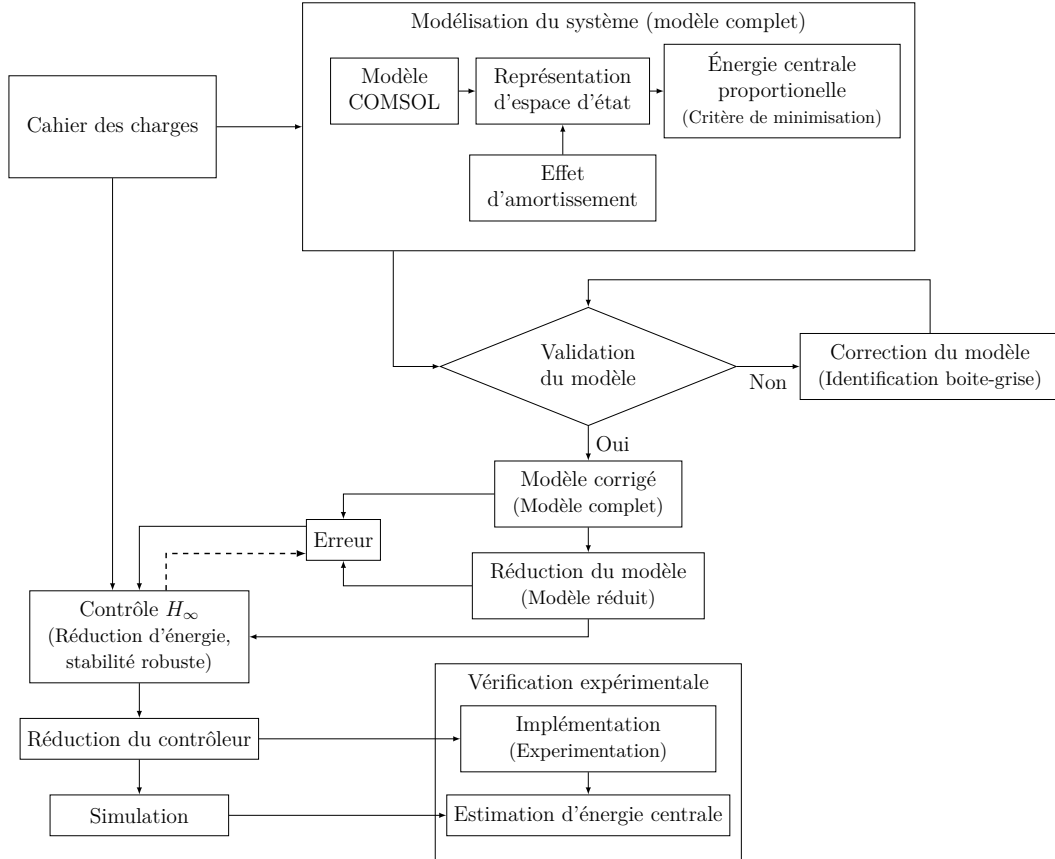 Modélisation du système (modèle complet)
Modèle
COMSOL
Représentation
d'espace d'état
Énergie centrale
proportionelle
(Critère de minimisation)
Cahier des charges
Effet
d'amortissement
Validation
du modèle
Non
Correction du modèle
(Identification boite-grise)
Oui
Modèle corrigé
(Modèle complet)
Erreur
Réduction du modèle
(Modèle réduit)
Contrôle H∞
(Réduction d'énergie,
stabilité robuste)
Vérification expérimentale
Réduction du contrôleur
Implémentation
(Experimentation)
Simulation
Estimation d'énergie centrale